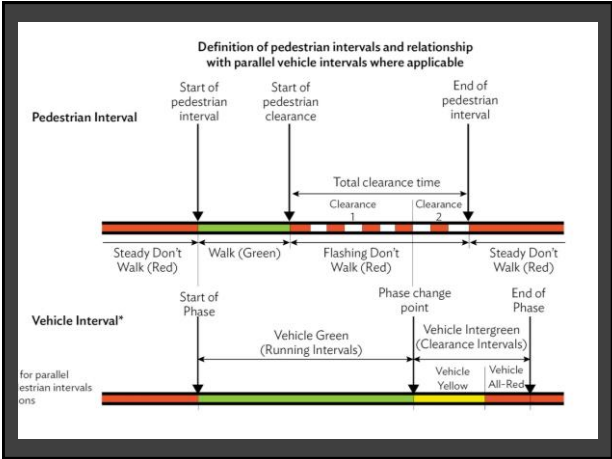 Definition of pedestrian intervals and relationship
with parallel vehicle intervals where applicable
Start of
pedestrian
interval
Start of
pedestrian
clearance
End of
pedestrian
interval
Pedestrian Interval
Total clearance time
Clearance
1
Clearance
2
Steady Don't
Walk (Red)
Walk (Green)
Flashing Don't
Walk (Red)
Steady Don't
Walk (Red)
Start of
Phase
Phase change
point
End of
Phase
Vehicle Interval*
Vehicle Green
(Running Intervals)
Vehicle Intergreen
(Clearance Intervals)
for parallel
estrian intervals
ons
Vehicle
Yellow
Vehicle
All-Red